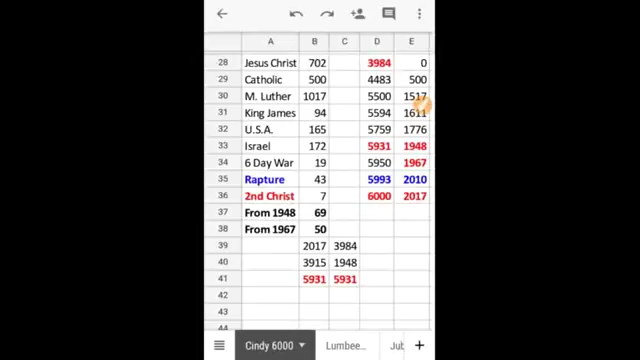 A B C D E
28 Jesus Christ 702 3984 0
29 Catholic 500 4483 500
30 M. Luther 1017 5500 1517
31 King James 94 5594 1611
32 U.S.A. 165 5759 1776
33 Israel 172 5931 1948
34 6 Day War 19 5950 1967
35 Rapture 43 5993 2010
36 2nd Christ 7 6000 2017
37 From 1948 69
38 From 1967 50
39 2017 3984
40 3915 1948
41 5931 5931
42
43
44
Cindy 6000 Lumbee... Jub